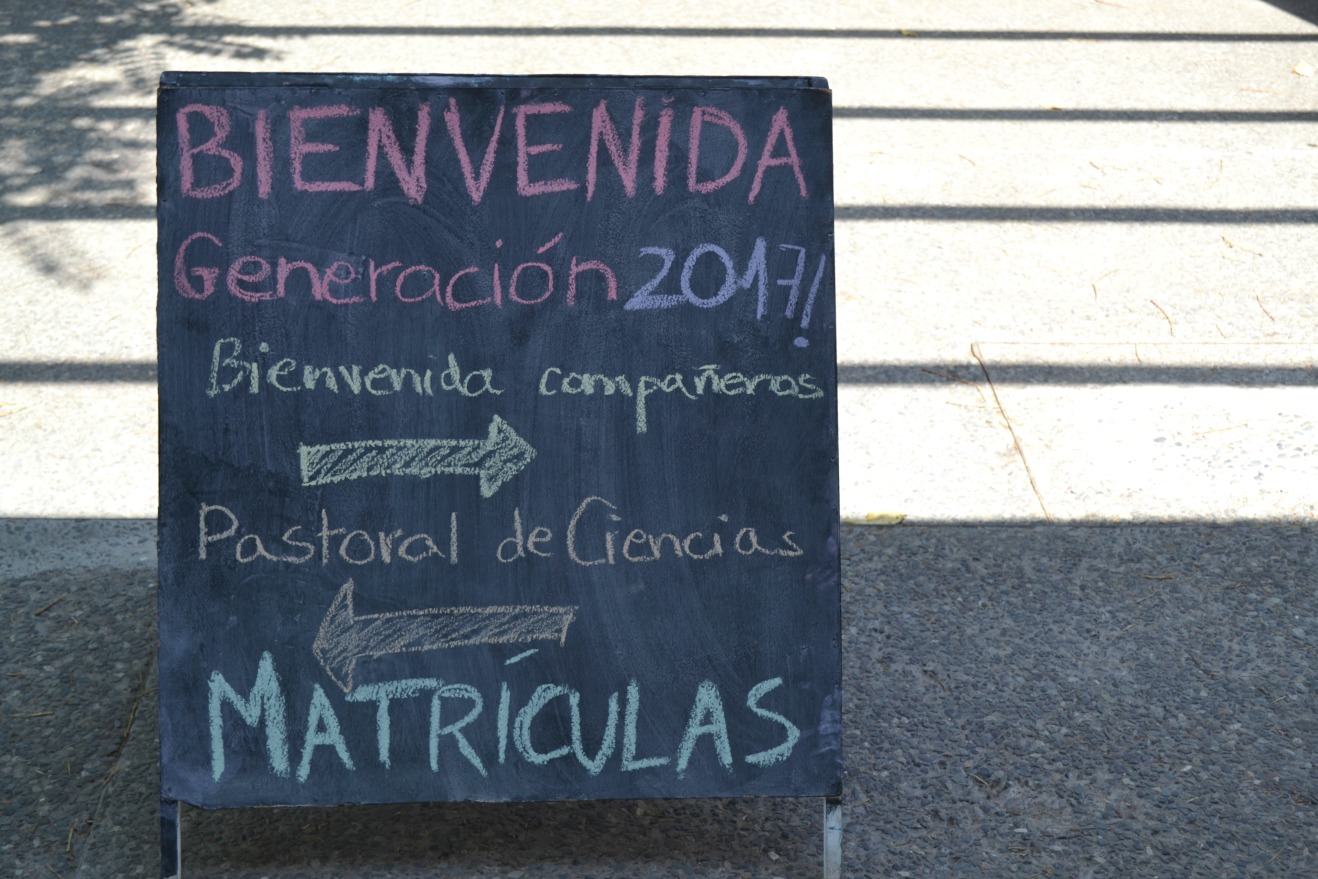 BIENVENIDA
Generación 2017!
Bienvenida compañeros
Pastoral de Ciencias
MATRÍCULAS